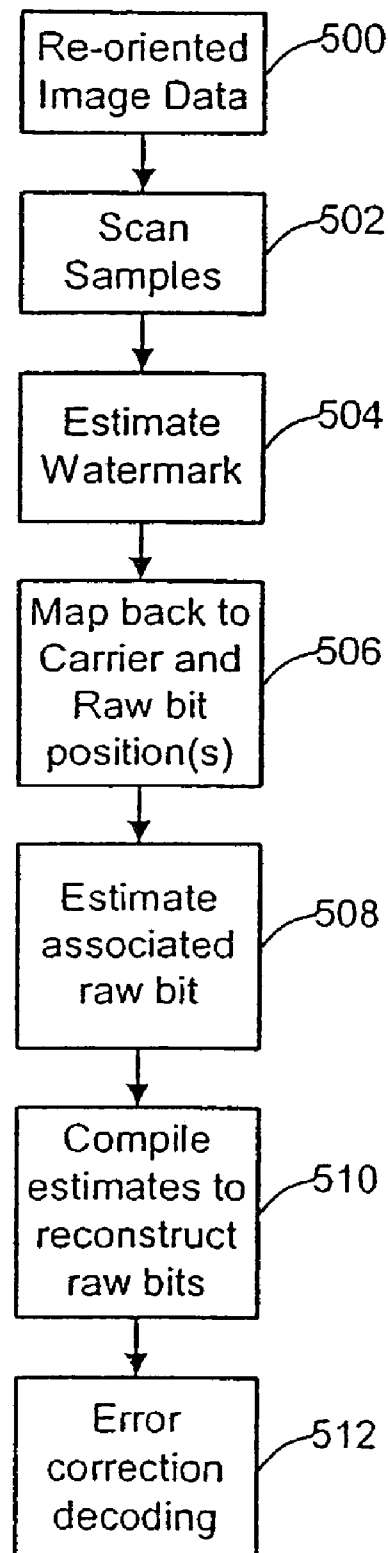 Re-oriented
Image Data
500
Scan
Samples
502
Estimate
Watermark
504
Map back to
Carrier and
Raw bit
position(s)
506
Estimate
associated
raw bit
508
Compile
estimates to
reconstruct
raw bits
510
Error
correction
decoding
512